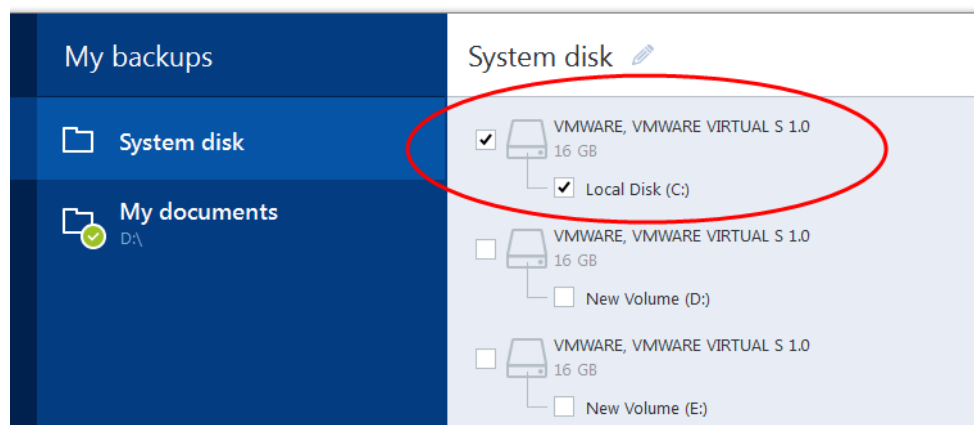 My backups
System disk
My documents
D:\
System disk
VMWARE, VMWARE VIRTUAL S 1.0
16 GB
Local Disk (C:)
VMWARE, VMWARE VIRTUAL S 1.0
16 GB
New Volume (D:)
VMWARE, VMWARE VIRTUAL S 1.0
16 GB
New Volume (E:)